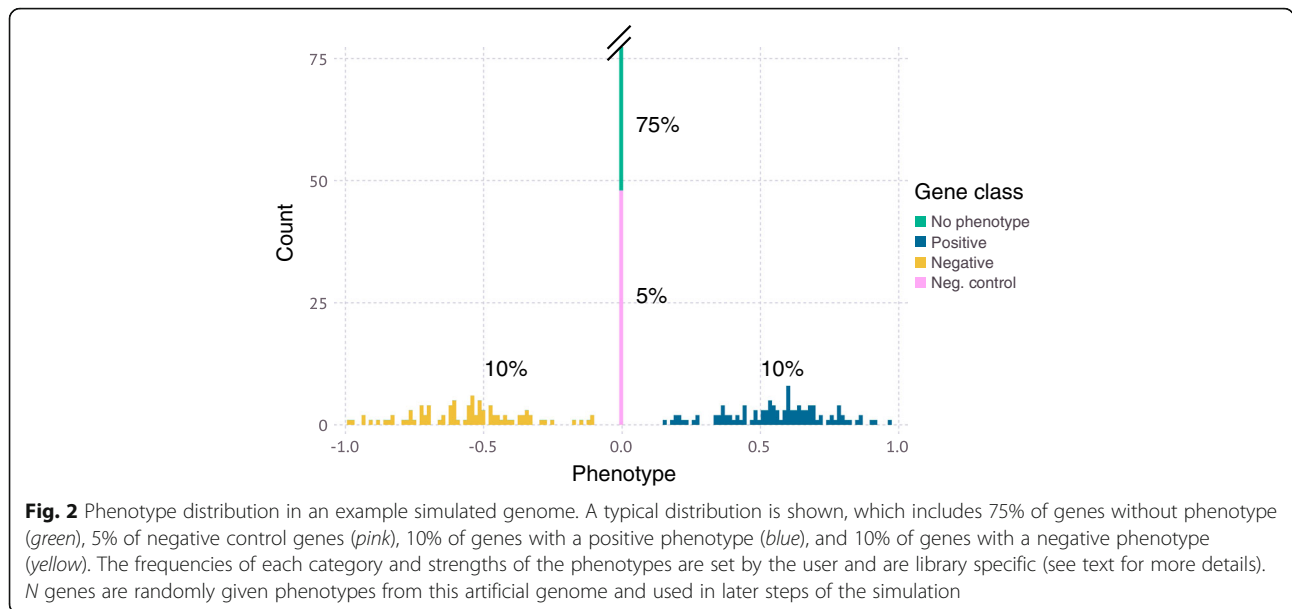 75
75%
50
Count
25
5%
10%
10%
0
-1.0
-0.5
0.0
0.5
1.0
Phenotype
Gene class
No phenotype
Positive
Negative
Neg. control
Fig. 2 Phenotype distribution in an example simulated genome. A typical distribution is shown, which includes 75% of genes without phenotype
(green), 5% of negative control genes (pink), 10% of genes with a positive phenotype (blue), and 10% of genes with a negative phenotype
(yellow). The frequencies of each category and strengths of the phenotypes are set by the user and are library specific (see text for more details).
N genes are randomly given phenotypes from this artificial genome and used in later steps of the simulation